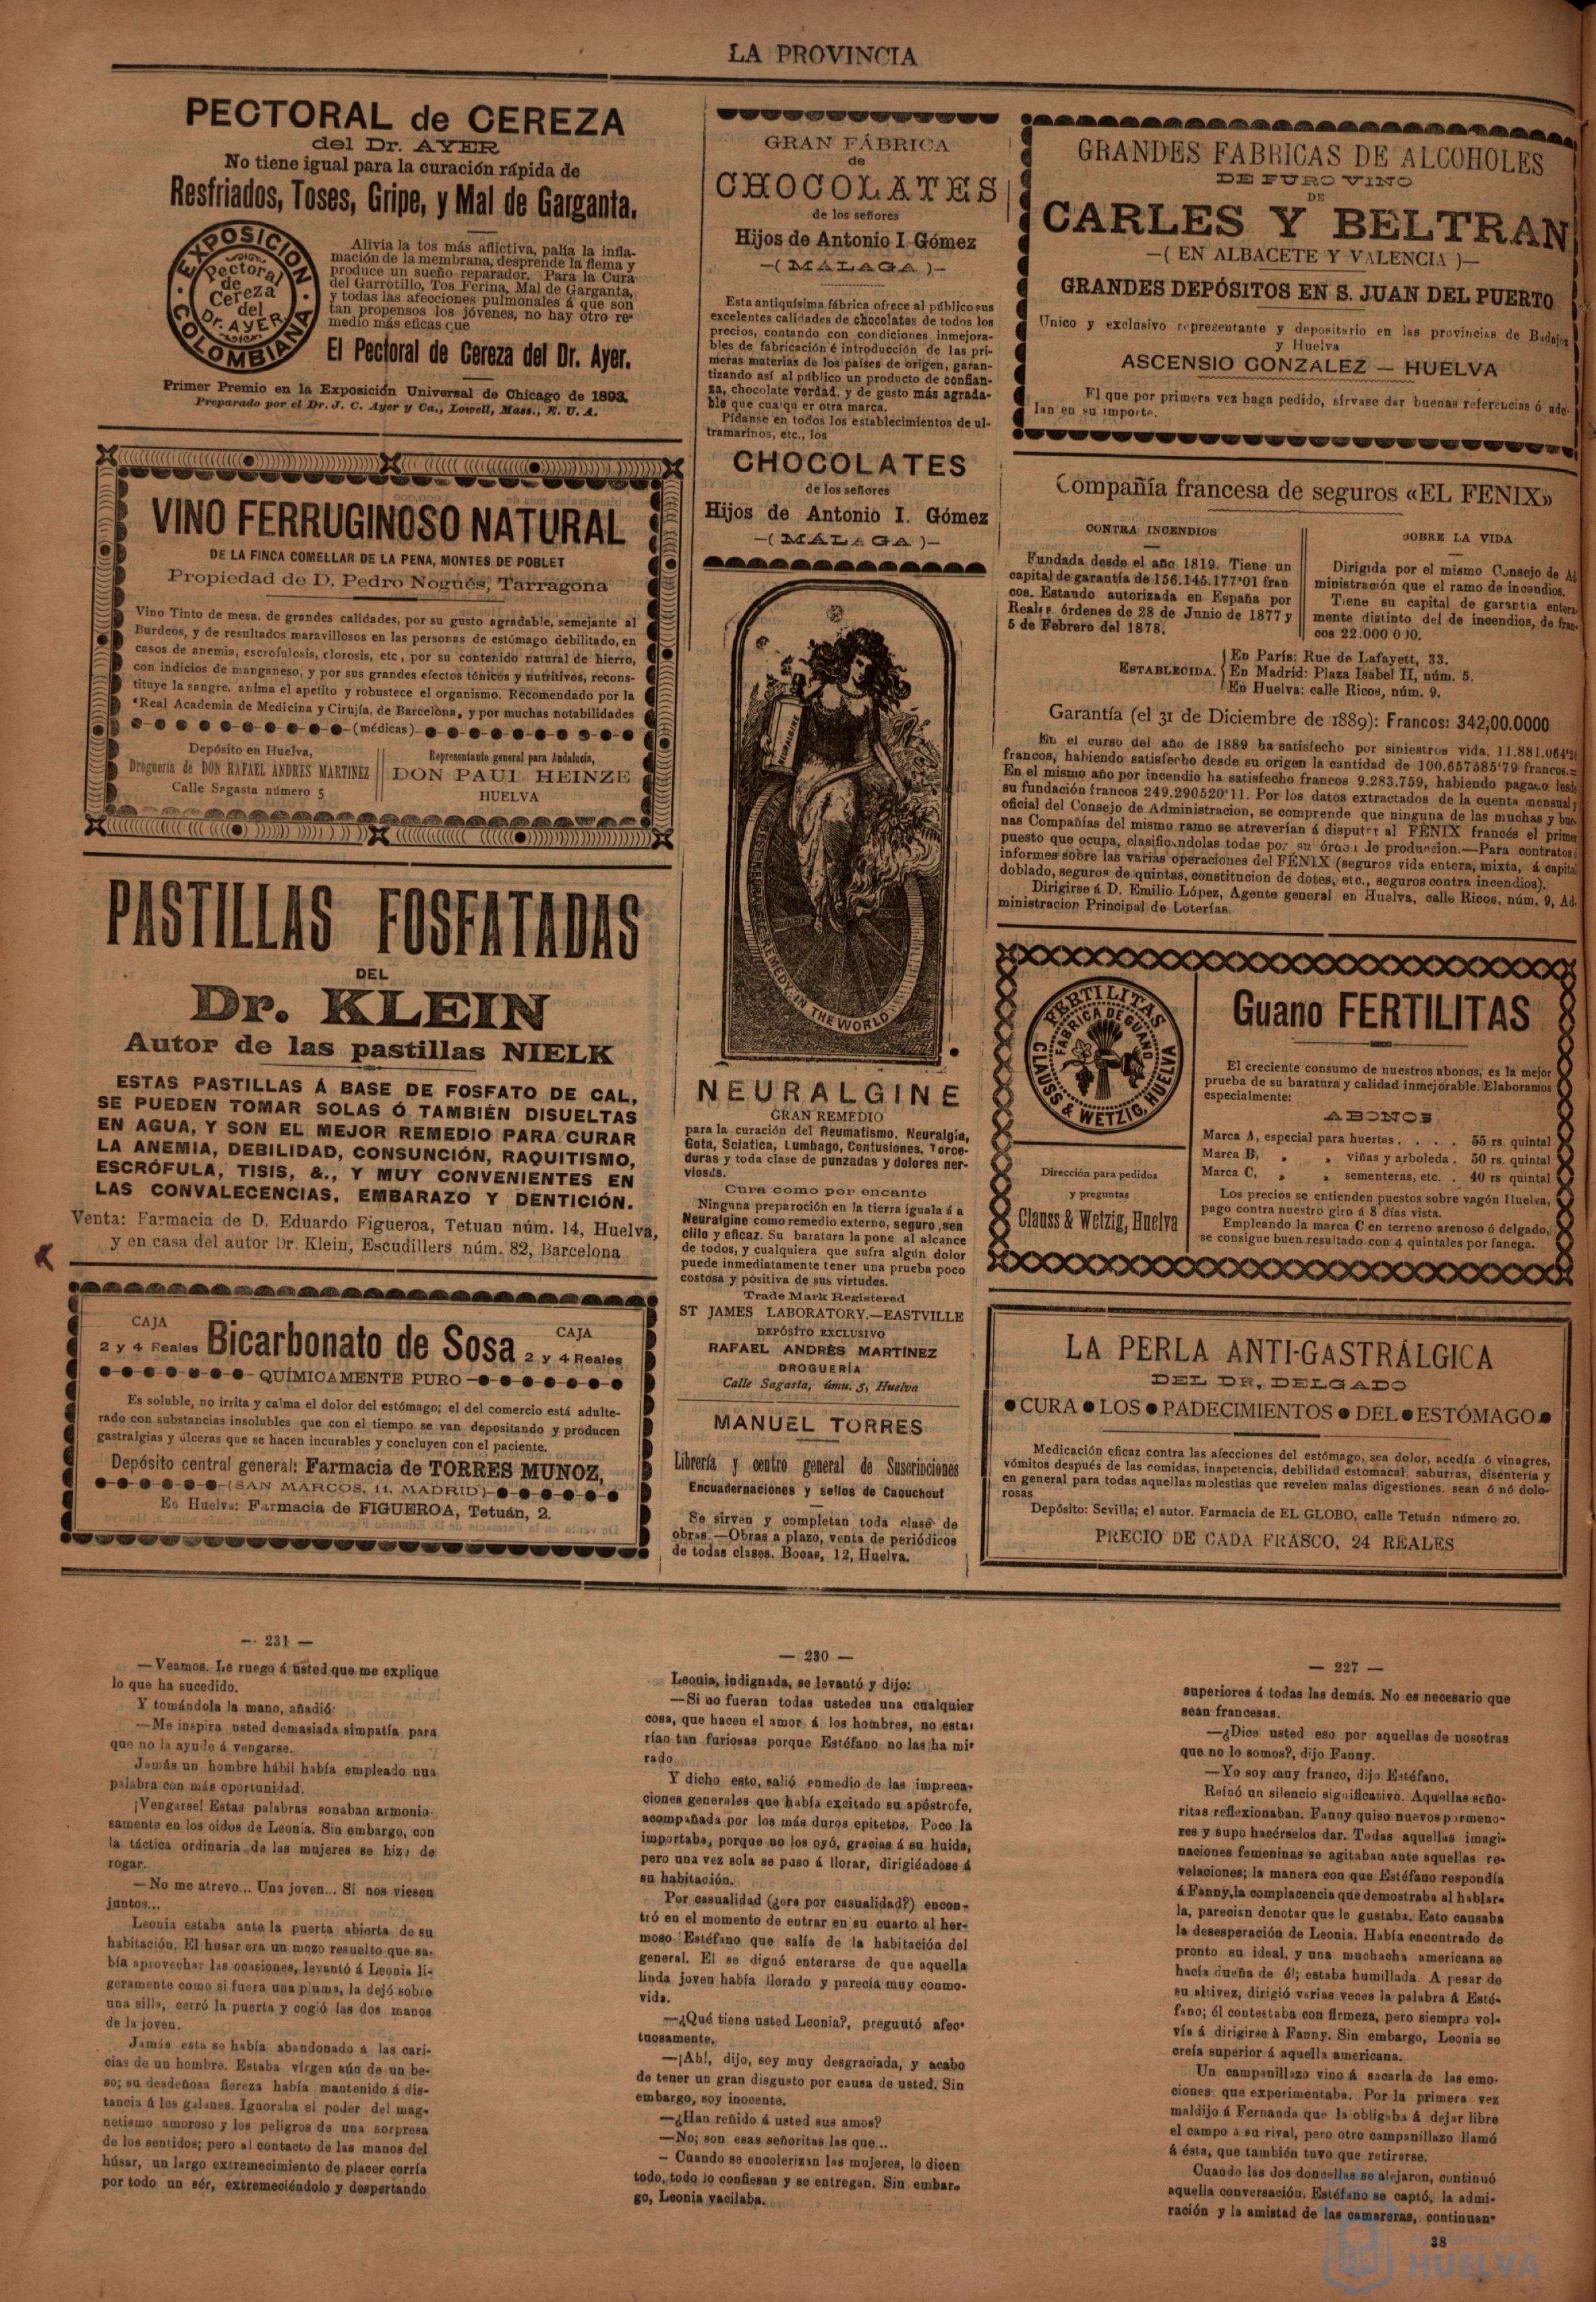 LA PROVINCIA
PECTORAL de CEREZA
del Dr. AYER
No tiene igual para la curación rápida de
Resfriados, Toses, Gripe, y Mal de Garganta.
EXPOSICION COLOMBIANA
Pectoral
de
Cereza
del
Dr. AYER
Alivia la tos más aflictiva, palía la infla-
mación de la membrana, desprende la flema y
produce un sueño reparador. Para la Cura
del Garrotillo, Tos Ferina, Mal de Garganta,
y todas las afecciones pulmonales á que son
tan propensos los jóvenes, no hay otro re-
medio más eficas que
El Pectoral de Cereza del Dr. Ayer.
Primer Premio en la Exposición Universal de Chicago de 1893.
Preparado por el Dr. J. C. Ayer y Ca., Lowell, Mass., E. U. A.
VINO FERRUGINOSO NATURAL
DE LA FINCA COMELLAR DE LA PENA, MONTES DE POBLET
Propiedad de D. Pedro Nogués, Tarragona
Vino Tinto de mesa. de grandes calidades, por su gusto agradable, semejante al
Burdeos, y de resultados maravillosos en las personas de estómago debilitado, en
casos de anemia, escrofulosis, clorosis, etc, por su contenido natural de hierro,
con indicios de manganeso, y por sus grandes efectos tónicos y nutritivos, recons-
tituye la sangre. anima el apetito y robustece el organismo. Recomendado por la
Real Academia de Medicina y Cirujía, de Barcelona, y por muchas notabilidades
(médicas)
Depósito en Huelva,
Droguería de DON RAFAEL ANDRES MARTINEZ
Calle Sagasta número 5
Representante general para Andalucía,
DON PAUL HEINZE
HUELVA
PASTILLAS FOSFATADAS
DEL
Dr. KLEIN
Autor de las pastillas NIELK
ESTAS PASTILLAS Á BASE DE FOSFATO DE CAL,
SE PUEDEN TOMAR SOLAS Ó TAMBIÉN DISUELTAS
EN AGUA, Y SON EL MEJOR REMEDIO PARA CURAR
LA ANEMIA, DEBILIDAD, CONSUNCIÓN, RAQUITISMO,
ESCRÓFULA, TISIS, &., Y MUY CONVENIENTES EN
LAS CONVALECENCIAS, EMBARAZO Y DENTICIÓN.
Venta: Farmacia de D. Eduardo Figueroa, Tetuan núm. 14, Huelva,
y en casa del autor Dr. Klein, Escudillers núm. 82, Barcelona
CAJA
2 y 4 Reales
Bicarbonato de Sosa
CAJA
2 y 4 Reales
QUÍMICAMENTE PURO
Es soluble, no irrita y calma el dolor del estómago; el del comercio está adulte-
rado con substancias insolubles que con el tiempo se van depositando y producen
gastralgias y úlceras que se hacen incurables y concluyen con el paciente.
Depósito central general: Farmacia de TORRES MUNOZ,
(SAN MARCOS, 11, MADRID)
En Huelva: Farmacia de FIGUEROA, Tetuán, 2.
GRAN FÁBRICA
de
CHOCOLATES
de los señores
Hijos de Antonio I. Gómez
—( MÁLAGA )—
Esta antiquísima fábrica ofrece al público sus
excelentes calidades de chocolates de todos los
precios, contando con condiciones inmejora-
bles de fabricación é introducción de las pri-
meras materias de los países de origen, garan-
tizando así al público un producto de confian-
za, chocolate verdad, y de gusto más agrada-
ble que cualqu er otra marca.
Pídanse en todos los establecimientos de ul-
tramarinos, etc., los
CHOCOLATES
de los señores
Hijos de Antonio I. Gómez
—( MÁLAGA )—
NEURALGINE
BEST NEURALGIC REMEDY IN THE WORLD
NEURALGINE
GRAN REMEDIO
para la curación del Reumatismo, Neuralgia,
Gota, Sciatica, Lumbago, Contusiones, Torce-
duras y toda clase de punzadas y dolores ner-
viosos.
Cura como por encanto
Ninguna preparoción en la tierra iguala á a
Neuralgine como remedio externo, seguro, sen
cillo y eficaz. Su baratora la pone al alcance
de todos, y cualquiera que sufra algún dolor
puede inmediatamente tener una prueba poco
costosa y positiva de sus virtudes.
Trade Mark Registered
ST JAMES LABORATORY.—EASTVILLE
DEPÓSITO EXCLUSIVO
RAFAEL ANDRÉS MARTÍNEZ
DROGUERÍA
Calle Sagasta, úmu. 5, Huelva
MANUEL TORRES
Librería y centro general de Suscripciones
Encuadernaciones y sellos de Caouchout
Se sirven y completan toda clase de
obras.—Obras a plazo, venta de periódicos
de todas clases. Bocas, 12, Huelva.
GRANDES FABRICAS DE ALCOHOLES
DE PURO VINO
DE
CARLES Y BELTRAN
—( EN ALBACETE Y VALENCIA )—
GRANDES DEPÓSITOS EN S. JUAN DEL PUERTO
Unico y exclusivo representante y depositario en las provincias de Badajoz
y Huelva
ASCENSIO GONZALEZ — HUELVA
El que por primera vez haga pedido, sírvase dar buenas referencias ó ade-
lan en su importe.
Compañía francesa de seguros «EL FENIX»
CONTRA INCENDIOS
Fundada desde el año 1819. Tiene un
capital de garantía de 156.145.177'01 fran
cos. Estando autorizada en España por
Reales órdenes de 28 de Junio de 1877 y
5 de Febrero del 1878.
SOBRE LA VIDA
Dirigida por el mismo Consejo de Ad
ministración que el ramo de incendios.
Tiene su capital de garantia entera-
mente distinto del de incendios, de fran-
cos 22.000 000.
ESTABLECIDA.
En París: Rue de Lafayett, 33.
En Madrid: Plaza Isabel II, núm. 5.
En Huelva: calle Ricos, núm. 9.
Garantía (el 31 de Diciembre de 1889): Francos: 342,00.0000
En el curso del año de 1889 ha satisfecho por siniestros vida. 11.881.064
francos, habiendo satisfecho desde su origen la cantidad de 100.657585'79 francos.=
En el mismo año por incendio ha satisfecho francos 9.283.759, habiendo pagado desde
su fundación francos 249.290520'11. Por los datos extractados de la cuenta mensual y
oficial del Consejo de Administracion, se comprende que ninguna de las muchas y bue-
nas Compañías del mismo ramo se atreverían á disputar al FÉNIX francés el prime
puesto que ocupa, clasificándolas todas por su órden de produccion.—Para contratos é
informes sobre las varias operaciones del FÉNIX (seguros vida entera, mixta, á capital
doblado, seguros de quintas, constitucion de dotes, etc., seguros contra incendios).
Dirigirse á D. Emilio López, Agente general en Huelva, calle Ricos, núm. 9, Ad-
ministracion Principal de Loterías.
FERTILITAS
FABRICA DE GUANO
CLAUSS & WETZIG, HUELVA
Dirección para pedidos
y preguntas
Clauss & Wetzig, Huelva
Guano FERTILITAS
El creciente consumo de nuestros abonos, es la mejor
prueba de su baratura y calidad inmejorable. Elaboramos
especialmente:
ABONOS
Marca A, especial para huertas. . . . 55 rs. quintal
Marca B, » » viñas y arboleda . 50 rs. quintal
Marca C, » » sementeras, etc. . 40 rs quintal
Los precios se entienden puestos sobre vagón Huelva,
pago contra nuestro giro á 8 días vista.
Empleando la marca C en terreno arenoso ó delgado,
se consigue buen resultado con 4 quintales por fanega.
LA PERLA ANTI-GASTRÁLGICA
DEL DR. DELGADO
CURA LOS PADECIMIENTOS DEL ESTÓMAGO
Medicación eficaz contra las afecciones del estómago, sea dolor, acedía ó vinagres,
vómitos después de las comidas, inapetencia, debilidad estomacal, saburras, disentería y
en general para todas aquellas molestias que revelen malas digestiones. sean ó nó dolo-
rosas
Depósito: Sevilla; el autor. Farmacia de EL GLOBO, calle Tetuán número 20.
PRECIO DE CADA FRASCO, 24 REALES
— 231 —
—Veamos. Le ruego á usted que me explique
lo que ha sucedido.
Y tomándola la mano, añadió:
—Me inspira usted demasiada simpatía para
que no la ayude á vengarse.
Jamás un hombre hábil había empleado una
palabra con más oportunidad.
¡Vengarse! Estas palabras sonaban armonio-
samente en los oidos de Leonia. Sin embargo, con
la táctica ordinaria de las mujeres se hizo de
rogar.
—No me atrevo... Una joven... Si nos viesen
juntos...
Leonia estaba ante la puerta abierta de su
habitación. El husar era un mozo resuelto que sa-
bía aprovechar las ocasiones, levantó á Leonia li-
geramente como si fuera una pluma, la dejó sobre
una silla, cerró la puerta y cogió las dos manos
de la joven.
Jamás esta se había abandonado á las cari-
cias de un hombre. Estaba vírgen aún de un be-
so; su desdeñosa fiereza había mantenido á dis-
tancia á los galanes. Ignoraba el poder del mag-
netismo amoroso y los peligros de una sorpresa
de los sentidos; pero al contacto de las manos del
húsar, un largo extremecimiento de placer corría
por todo un sér, extremeciéndolo y despertando
— 230 —
Leonia, indignada, se levantó y dijo:
—Si no fueran todas ustedes una cualquier
cosa, que hacen el amor á los hombres, no esta-
rían tan furiosas porque Estéfano no las ha mi-
rado.
Y dicho esto, salió enmedio de las impreca-
ciones generales que había excitado su apóstrofe,
acompañada por los más duros epitetos. Poco la
importaba, porque no los oyó, gracias á su huida,
pero una vez sola se puso á llorar, dirigiéndose á
su habitación.
Por casualidad (¿era por casualidad?) encon-
tró en el momento de entrar en su cuarto al her-
moso Estéfano que salía de la habitación del
general. El se dignó enterarse de que aquella
linda joven había llorado y parecía muy conmo-
vida.
—¿Qué tiene usted Leonia?, preguntó afec-
tuosamente.
—¡Ah!, dijo, soy muy desgraciada, y acabo
de tener un gran disgusto por causa de usted. Sin
embargo, soy inocente.
—¿Han reñido á usted sus amos?
—No; son esas señoritas las que...
– Cuando se encolerizan las mujeres, lo dicen
todo, todo lo confiesan y se entregan. Sin embar-
go, Leonia vacilaba.
— 227 —
superiores á todas las demás. No es necesario que
sean francesas.
—¿Dice usted eso por aquellas de nosotras
que no lo somos?, dijo Fanny.
—Yo soy muy franco, dijo Estéfano.
Reinó un silencio significativo. Aquellas seño-
ritas reflexionaban. Fanny quiso nuevos pormeno-
res y supo hacérselos dar. Todas aquellas imagi-
naciones femeninas se agitaban ante aquellas re-
velaciones; la manera con que Estéfano respondía
á Fanny, la complacencia que demostraba al hablar-
la, parecian denotar que le gustaba. Esto causaba
la desesperación de Leonia. Había encontrado de
pronto su ideal, y una muchacha americana se
hacía dueña de él; estaba humillada. A pesar de
su altivez, dirigió varias veces la palabra á Esté-
fano; él contestaba con firmeza, pero siempre vol-
vía á dirigirse à Fanny. Sin embargo, Leonia se
creía superior á aquella americana.
Un campanillazo vino á sacarla de las emo-
ciones que experimentaba. Por la primera vez
maldijo á Fernanda que la obligaba á dejar libre
el campo a su rival, pero otro campanillazo llamó
á ésta, que también tuvo que retirarse.
Cuando las dos doncellas se alejaron, continuó
aquella conversación. Estéfano se captó, la admi-
ración y la amistad de las camareras, continuan-
38
HUELVA